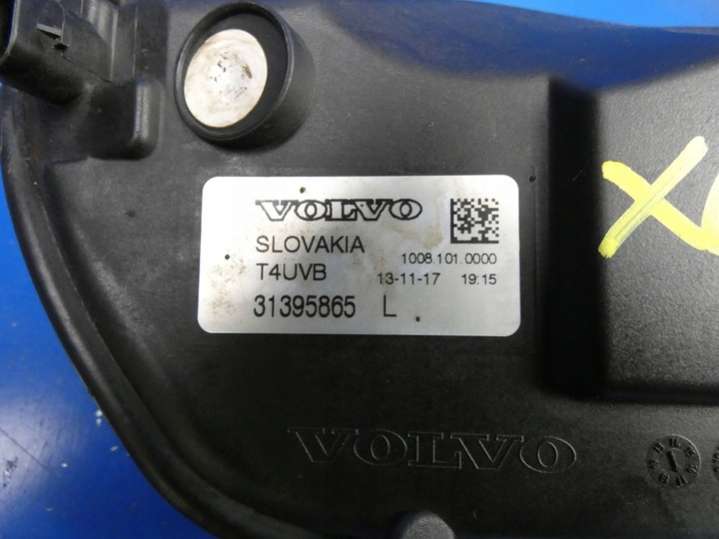 VOLVO
SLOVAKIA
1008.101.0000
T4UVB 13-11-17 19:15
31395865 L
VOLVO